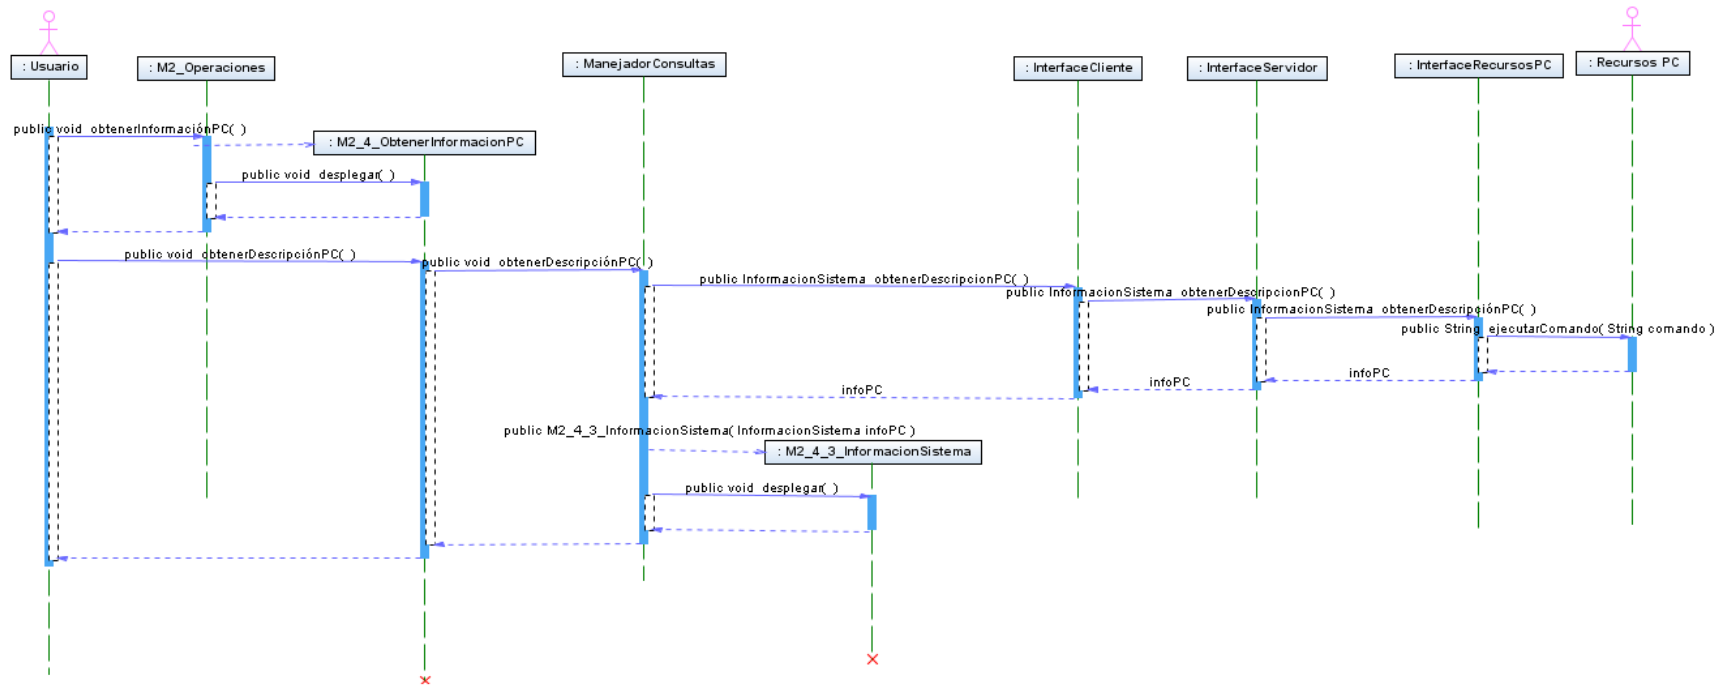 : Usuario
: M2_Operaciones
: ManejadorConsultas
: InterfaceCliente
: InterfaceServidor
: InterfaceRecursosPC
: Recursos PC
public void obtenerInformaciónPC( )
: M2_4_ObtenerInformacionPC
public void desplegar( )
public void obtenerDescripciónPC( )
public void obtenerDescripciónPC( )
public InformacionSistema obtenerDescripcionPC( )
public InformacionSistema obtenerDescripcionPC( )
public InformacionSistema obtenerDescripciónPC( )
public String ejecutarComando( String comando )
infoPC
infoPC
infoPC
public M2_4_3_InformacionSistema( InformacionSistema infoPC )
: M2_4_3_InformacionSistema
public void desplegar( )